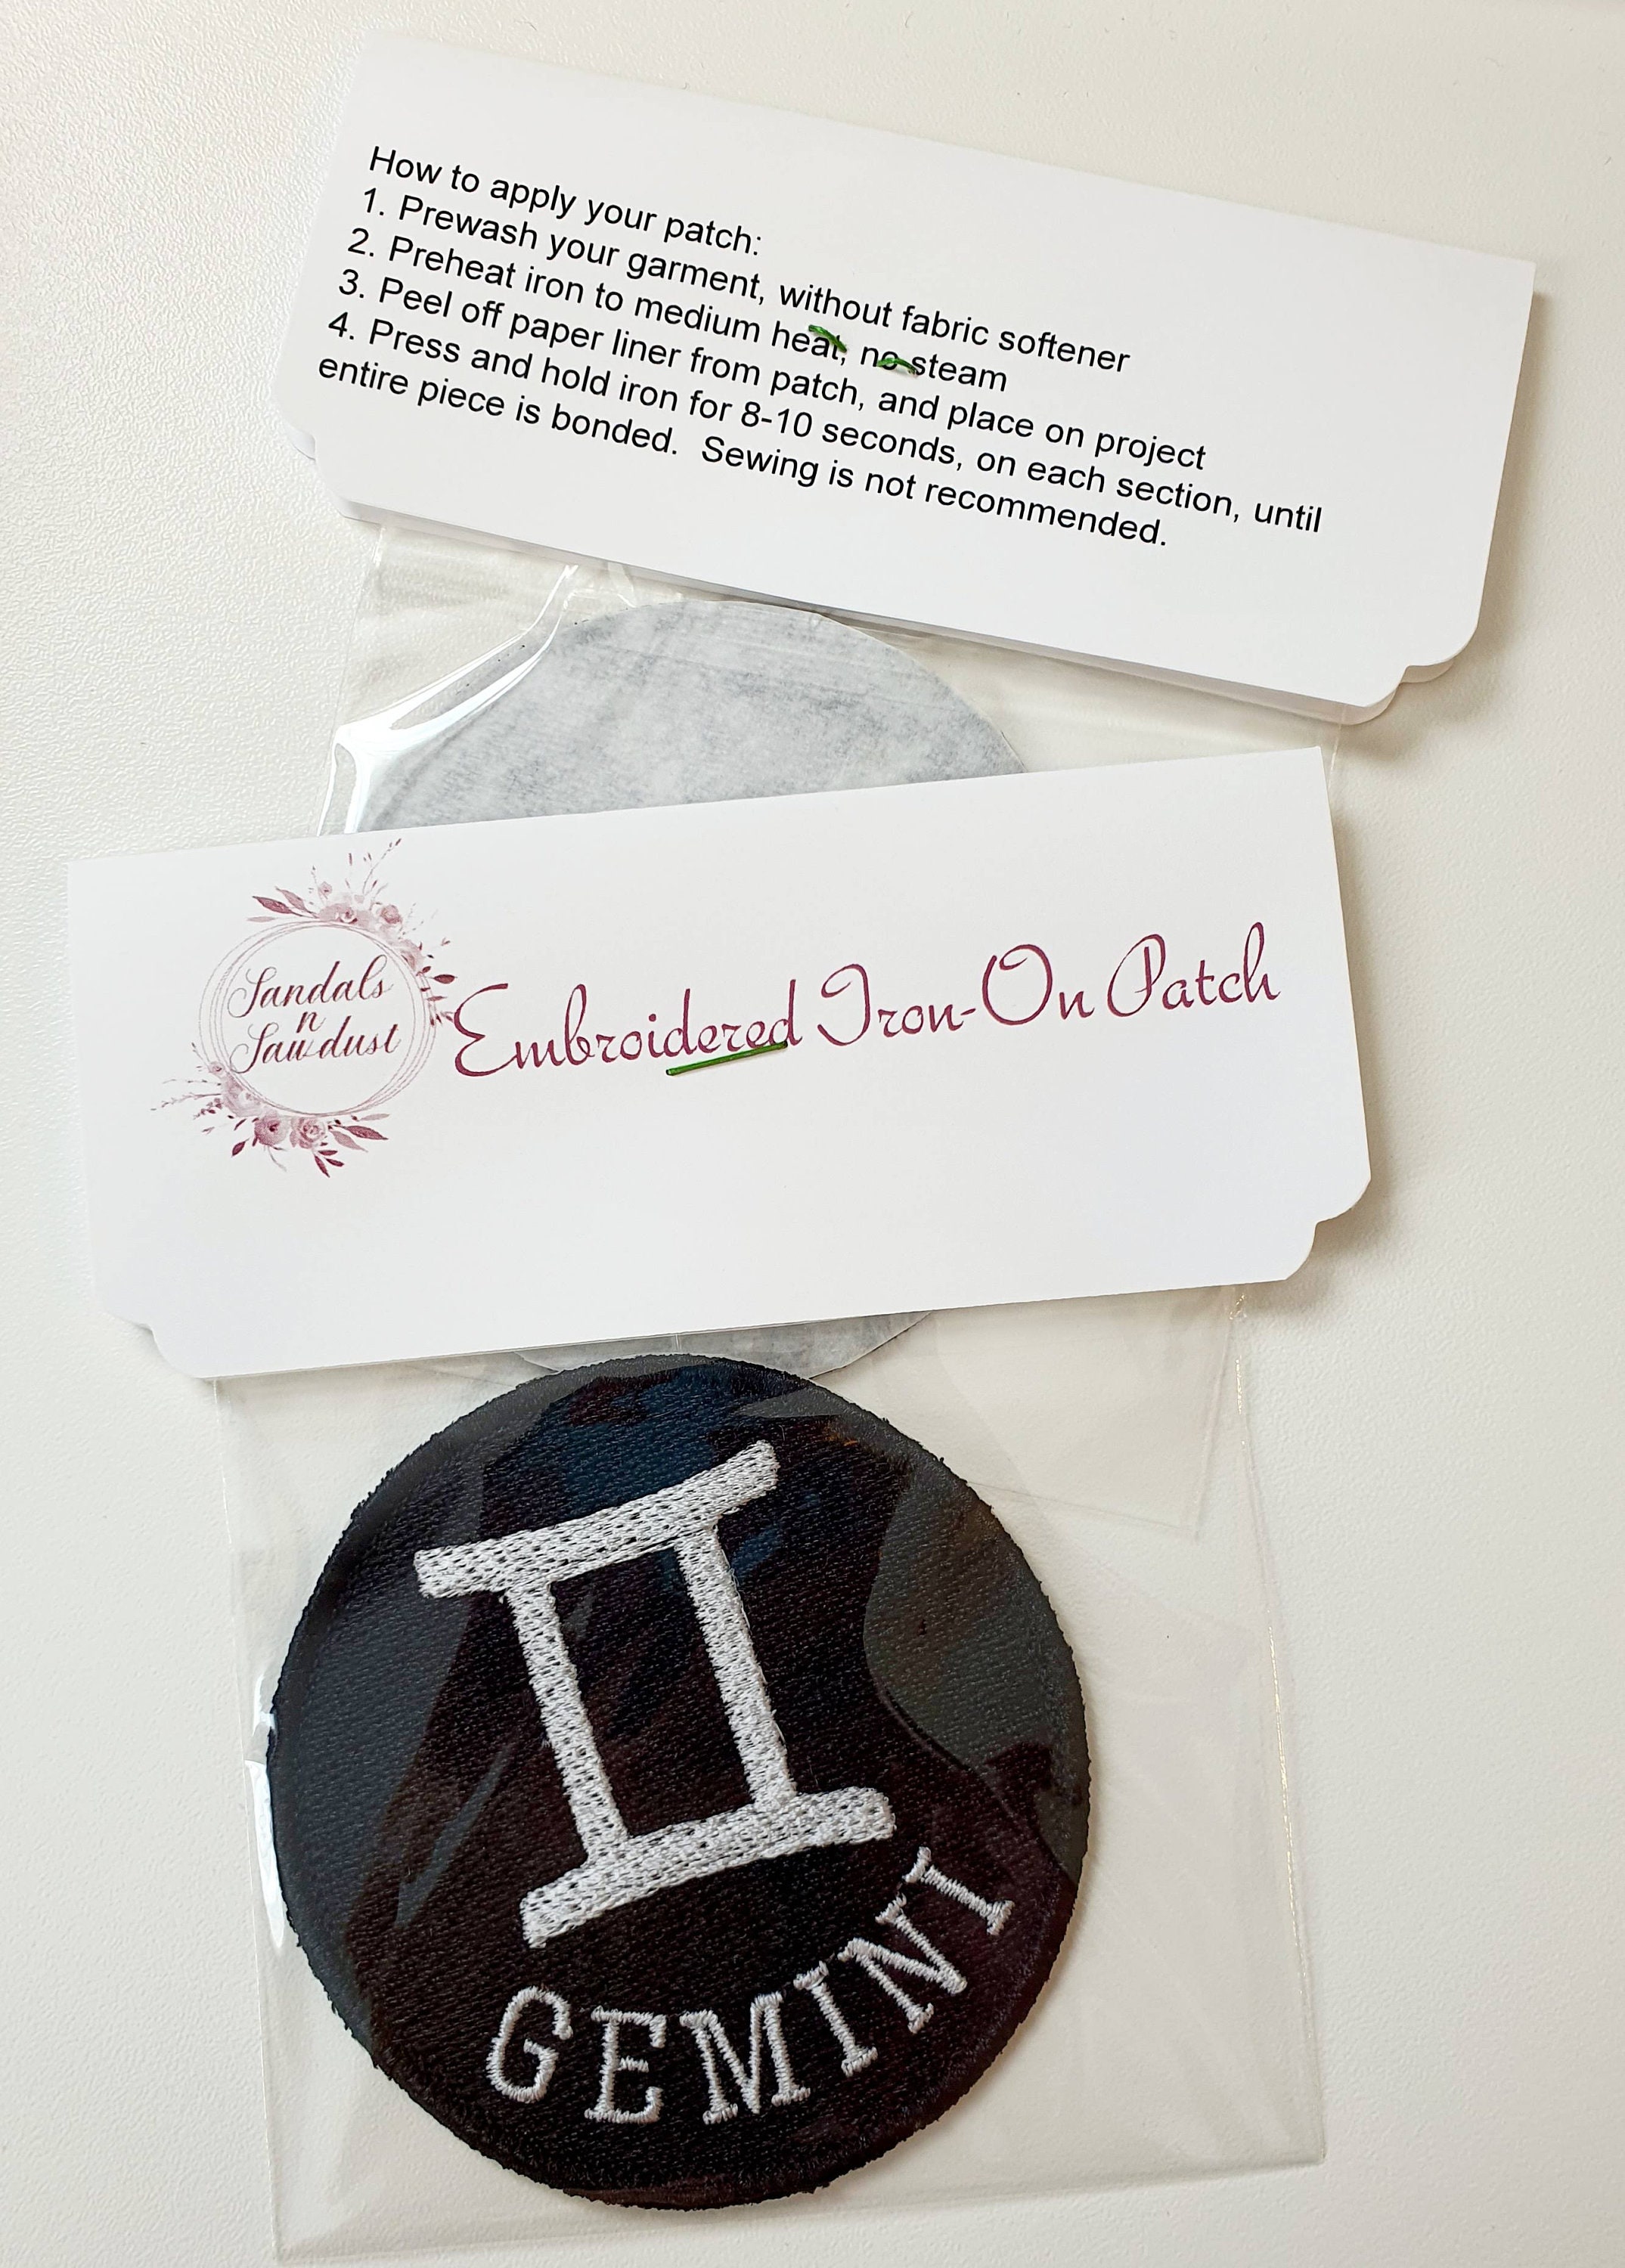 How to apply your patch:
1. Prewash your garment, without fabric softener
2. Preheat iron to medium heat, no steam
3. Peel off paper liner from patch, and place on project
4. Press and hold iron for 8-10 seconds, on each section, until
entire piece is bonded.  Sewing is not recommended.
Sandals
n
Sawdust
Embroidered Iron-On Patch
GEMINI